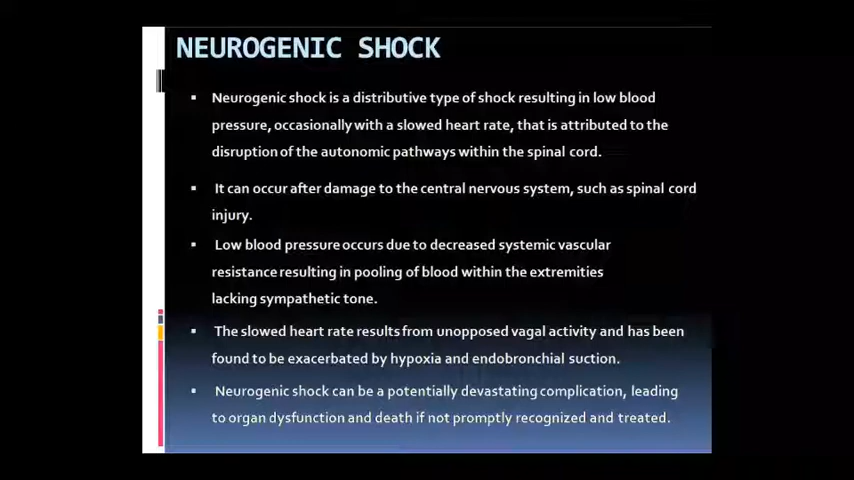 NEUROGENIC SHOCK
▪ Neurogenic shock is a distributive type of shock resulting in low blood
pressure, occasionally with a slowed heart rate, that is attributed to the
disruption of the autonomic pathways within the spinal cord.
▪ It can occur after damage to the central nervous system, such as spinal cord
injury.
▪ Low blood pressure occurs due to decreased systemic vascular
resistance resulting in pooling of blood within the extremities
lacking sympathetic tone.
▪ The slowed heart rate results from unopposed vagal activity and has been
found to be exacerbated by hypoxia and endobronchial suction.
▪ Neurogenic shock can be a potentially devastating complication, leading
to organ dysfunction and death if not promptly recognized and treated.